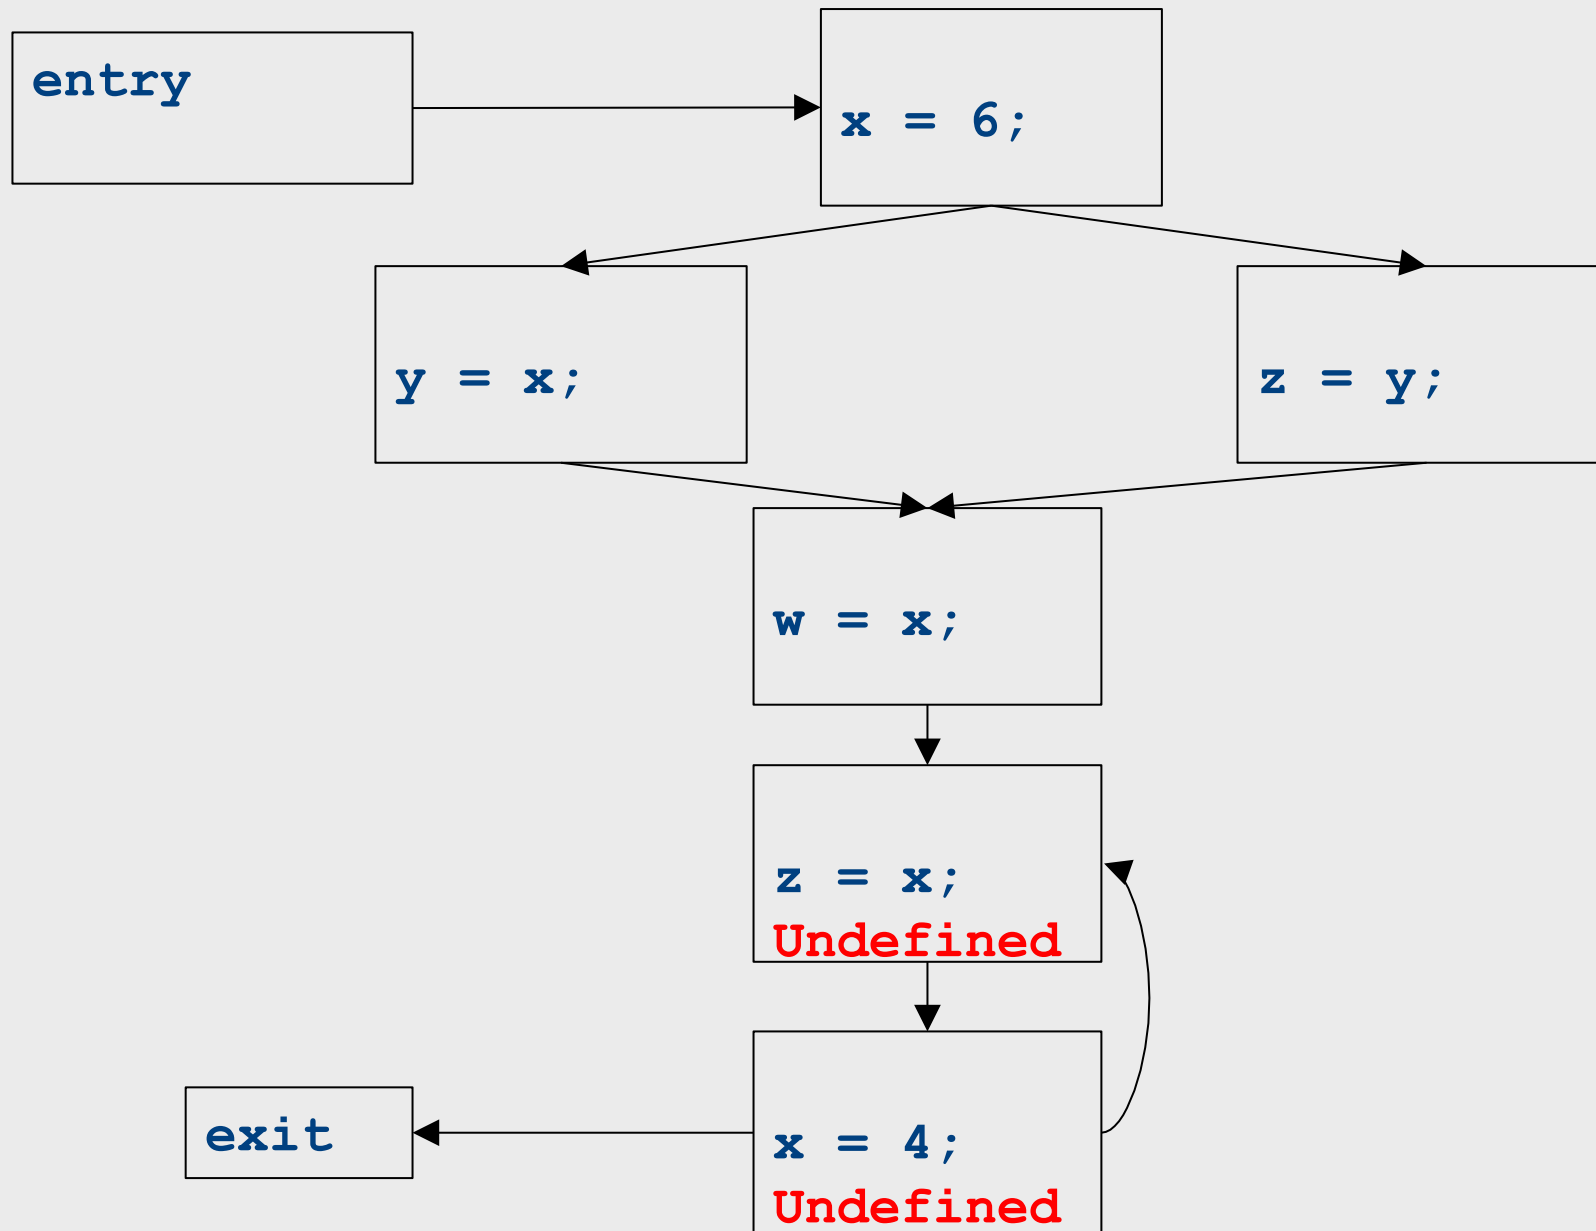 entry
x = 6;
y = x;
z = y;
w = x;
z = x;
Undefined
exit
x = 4;
Undefined